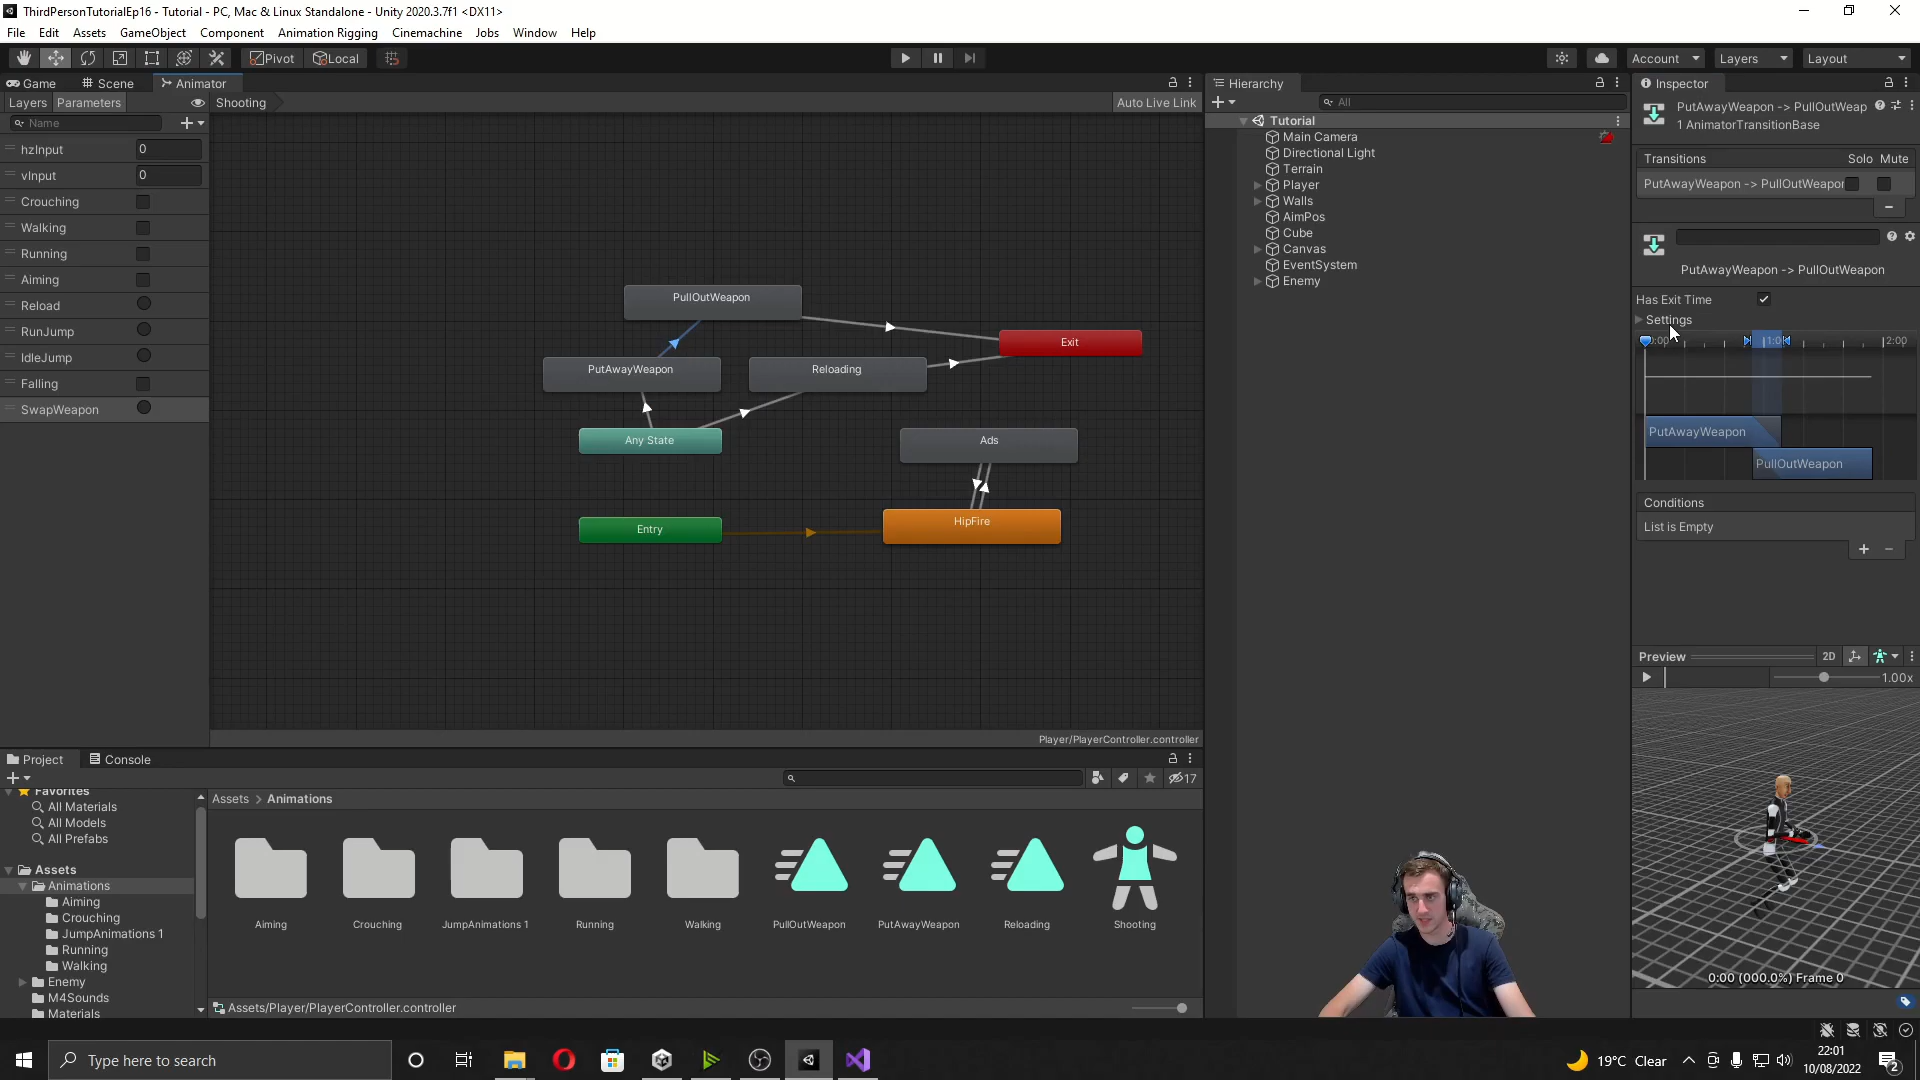 ThirdPersonTutorialEp16 - Tutorial - PC, Mac & Linux Standalone - Unity 2020.3.7f1 <DX11>
File Edit Assets GameObject Component Animation Rigging Cinemachine Jobs Window Help
Pivot Local Account Layers Layout
Game Scene Animator
Layers Parameters Shooting Auto Live Link
Name
hzInput 0
vInput 0
Crouching
Walking
Running
Aiming
Reload
RunJump
IdleJump
Falling
SwapWeapon
PullOutWeapon
Exit
PutAwayWeapon
Reloading
Any State
Ads
Entry
HipFire
Player/PlayerController.controller
Hierarchy
All
Tutorial
Main Camera
Directional Light
Terrain
Player
Walls
AimPos
Cube
Canvas
EventSystem
Enemy
Inspector
PutAwayWeapon -> PullOutWeap
1 AnimatorTransitionBase
Transitions Solo Mute
PutAwayWeapon -> PullOutWeapon
PutAwayWeapon -> PullOutWeapon
Has Exit Time
Settings
2:00
PutAwayWeapon
PullOutWeapon
Conditions
List is Empty
Preview 2D
1.00x
0:00 (000.0%) Frame 0
Project Console
17
Favorites
All Materials
All Models
All Prefabs
Assets
Animations
Aiming
Crouching
JumpAnimations 1
Running
Walking
Enemy
M4Sounds
Materials
Assets > Animations
Aiming Crouching JumpAnimations 1 Running Walking PullOutWeapon PutAwayWeapon Reloading Shooting
Assets/Player/PlayerController.controller
Type here to search
19°C Clear
22:01
10/08/2022
2